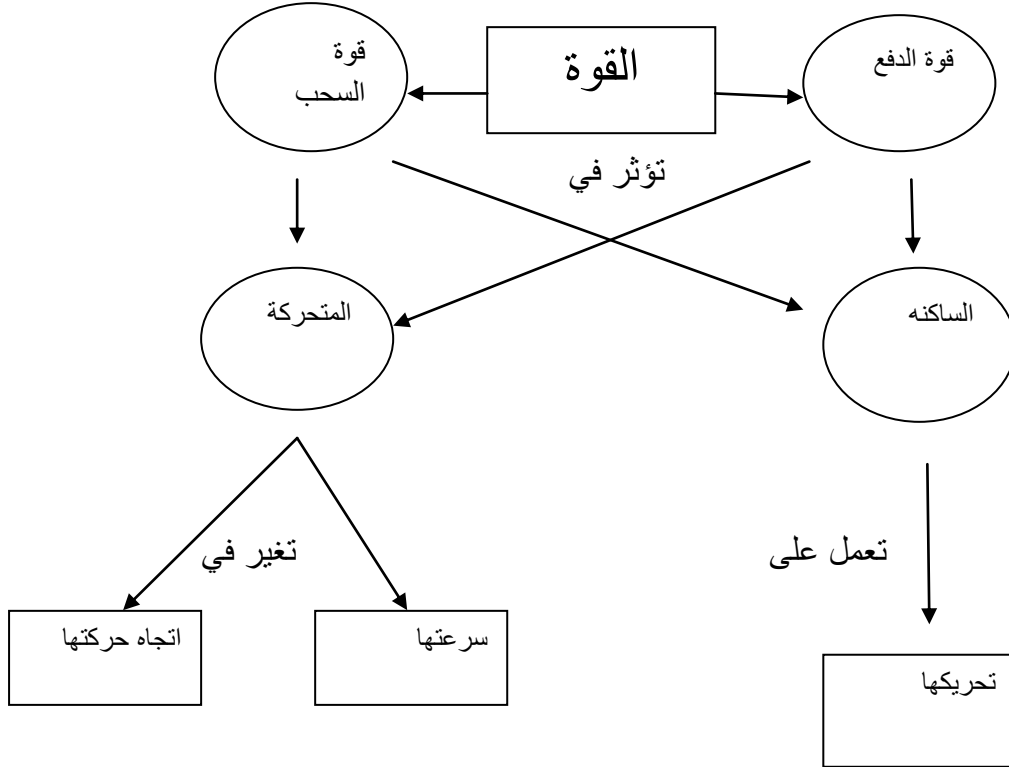 قوة الدفع
القوة
قوة
السحب
تؤثر في
الساكنه
المتحركة
تعمل على
تغير في
تحريكها
سرعتها
اتجاه حركتها